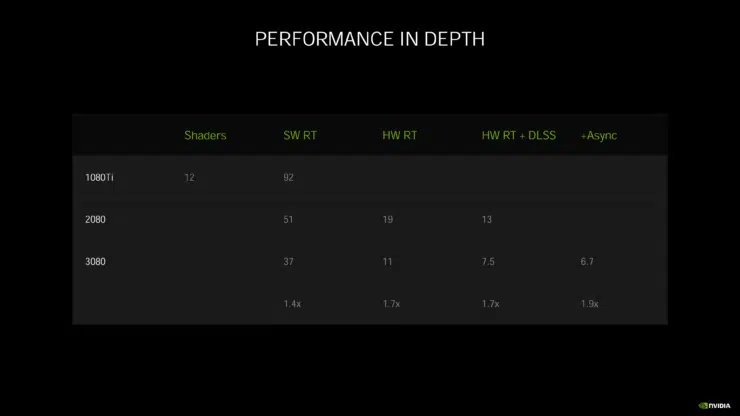 PERFORMANCE IN DEPTH
Shaders SW RT HW RT HW RT + DLSS +Async
1080Ti 12 92
2080 51 19 13
3080 37 11 7.5 6.7
1.4x 1.7x 1.7x 1.9x
NVIDIA